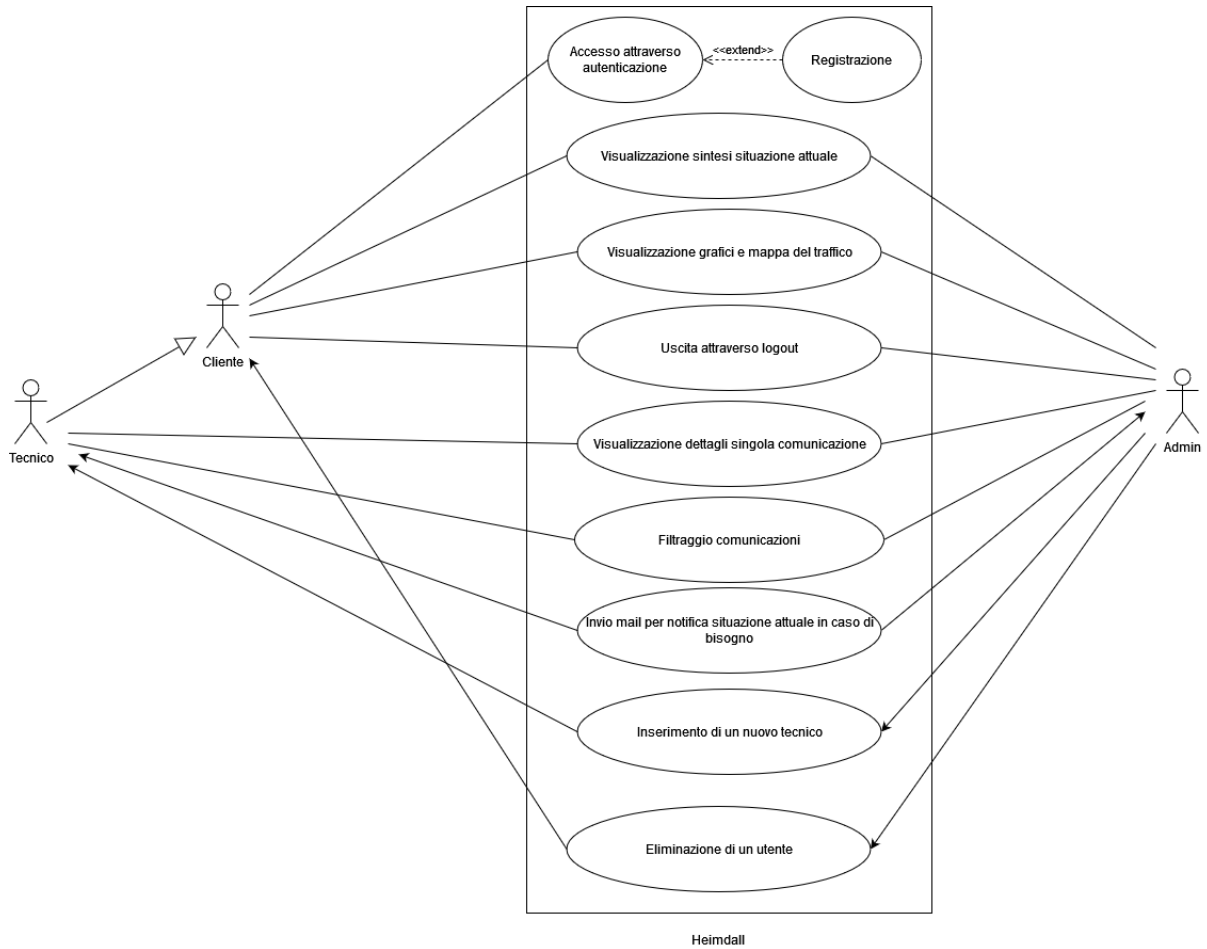 Accesso attraverso
autenticazione
<<extend>>
Registrazione
Visualizzazione sintesi situazione attuale
Visualizzazione grafici e mappa del traffico
Uscita attraverso logout
Cliente
Tecnico
Visualizzazione dettagli singola comunicazione
Admin
Filtraggio comunicazioni
Invio mail per notifica situazione attuale in caso di
bisogno
Inserimento di un nuovo tecnico
Eliminazione di un utente
Heimdall